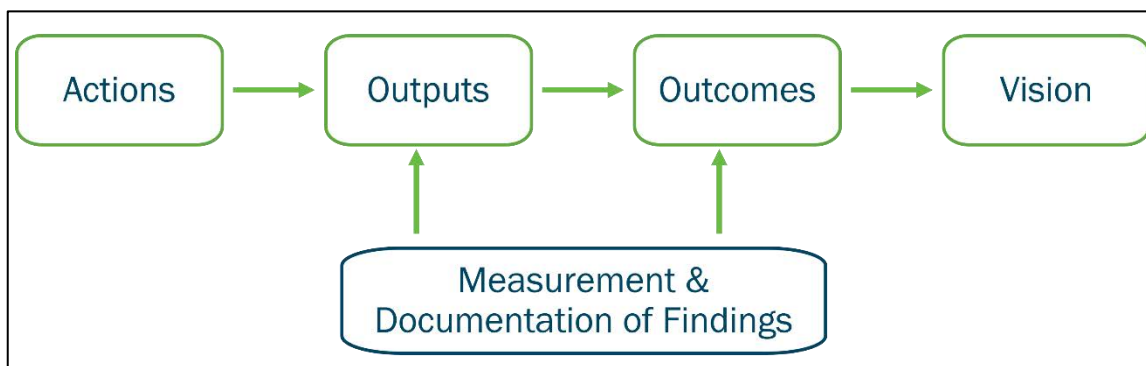 Actions
Outputs
Outcomes
Vision
Measurement &
Documentation of Findings